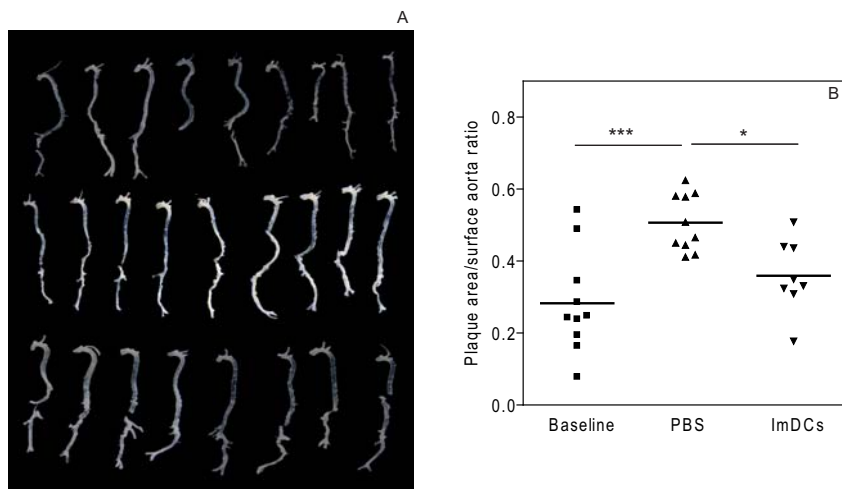 A
B
*** *
Plaque area/surface aorta ratio
0.8
0.6
0.4
0.2
0.0
Baseline PBS ImDCs